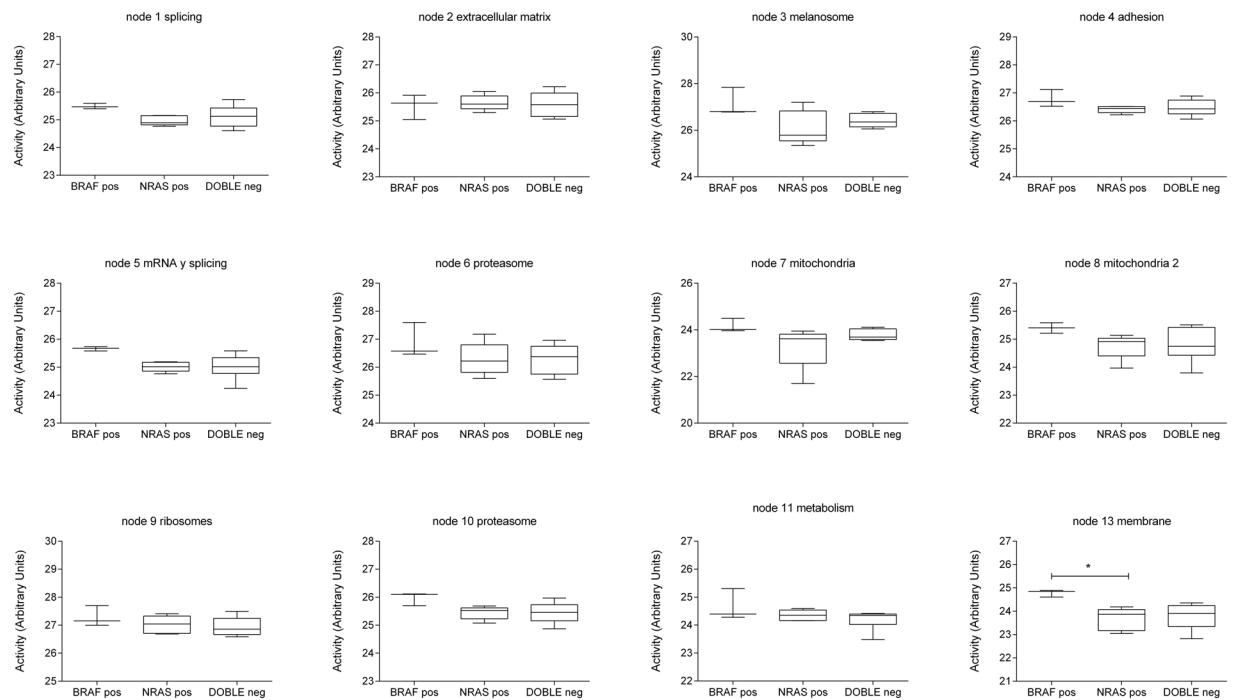 node 1 splicing
Activity (Arbitrary Units)
28
27
26
25
24
23
BRAF pos NRAS pos DOBLE neg
node 2 extracellular matrix
Activity (Arbitrary Units)
28
27
26
25
24
23
BRAF pos NRAS pos DOBLE neg
node 3 melanosome
Activity (Arbitrary Units)
30
28
26
24
BRAF pos NRAS pos DOBLE neg
node 4 adhesion
Activity (Arbitrary Units)
29
28
27
26
25
24
BRAF pos NRAS pos DOBLE neg
node 5 mRNA y splicing
Activity (Arbitrary Units)
28
27
26
25
24
23
BRAF pos NRAS pos DOBLE neg
node 6 proteasome
Activity (Arbitrary Units)
29
28
27
26
25
24
BRAF pos NRAS pos DOBLE neg
node 7 mitochondria
Activity (Arbitrary Units)
26
24
22
20
BRAF pos NRAS pos DOBLE neg
node 8 mitochondria 2
Activity (Arbitrary Units)
27
26
25
24
23
22
BRAF pos NRAS pos DOBLE neg
node 9 ribosomes
Activity (Arbitrary Units)
30
29
28
27
26
25
BRAF pos NRAS pos DOBLE neg
node 10 proteasome
Activity (Arbitrary Units)
28
27
26
25
24
23
BRAF pos NRAS pos DOBLE neg
node 11 metabolism
Activity (Arbitrary Units)
27
26
25
24
23
22
BRAF pos NRAS pos DOBLE neg
node 13 membrane
Activity (Arbitrary Units)
27
26
25
24
23
22
21
*
BRAF pos NRAS pos DOBLE neg